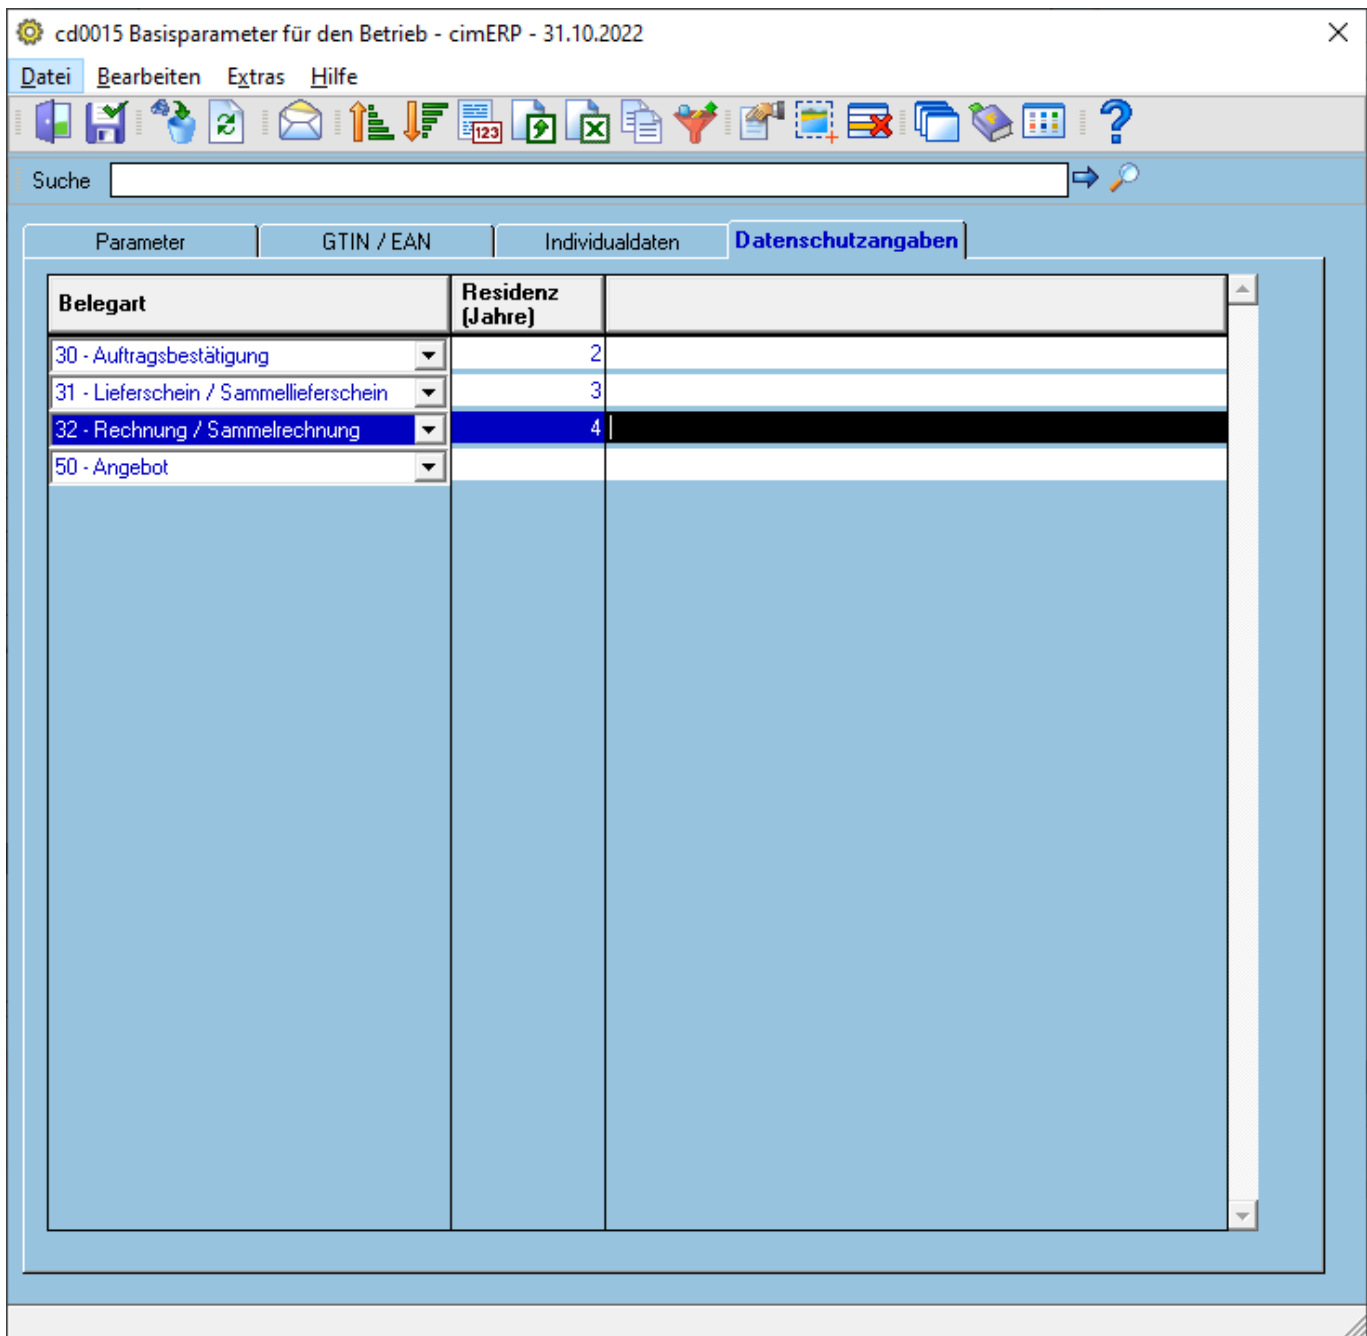 cd0015 Basisparameter für den Betrieb - cimERP - 31.10.2022
Datei Bearbeiten Extras Hilfe
123
Suche
Parameter GTIN / EAN Individualdaten Datenschutzangaben
Belegart Residenz
(Jahre)
30 - Auftragsbestätigung 2
31 - Lieferschein / Sammellieferschein 3
32 - Rechnung / Sammelrechnung 4
50 - Angebot